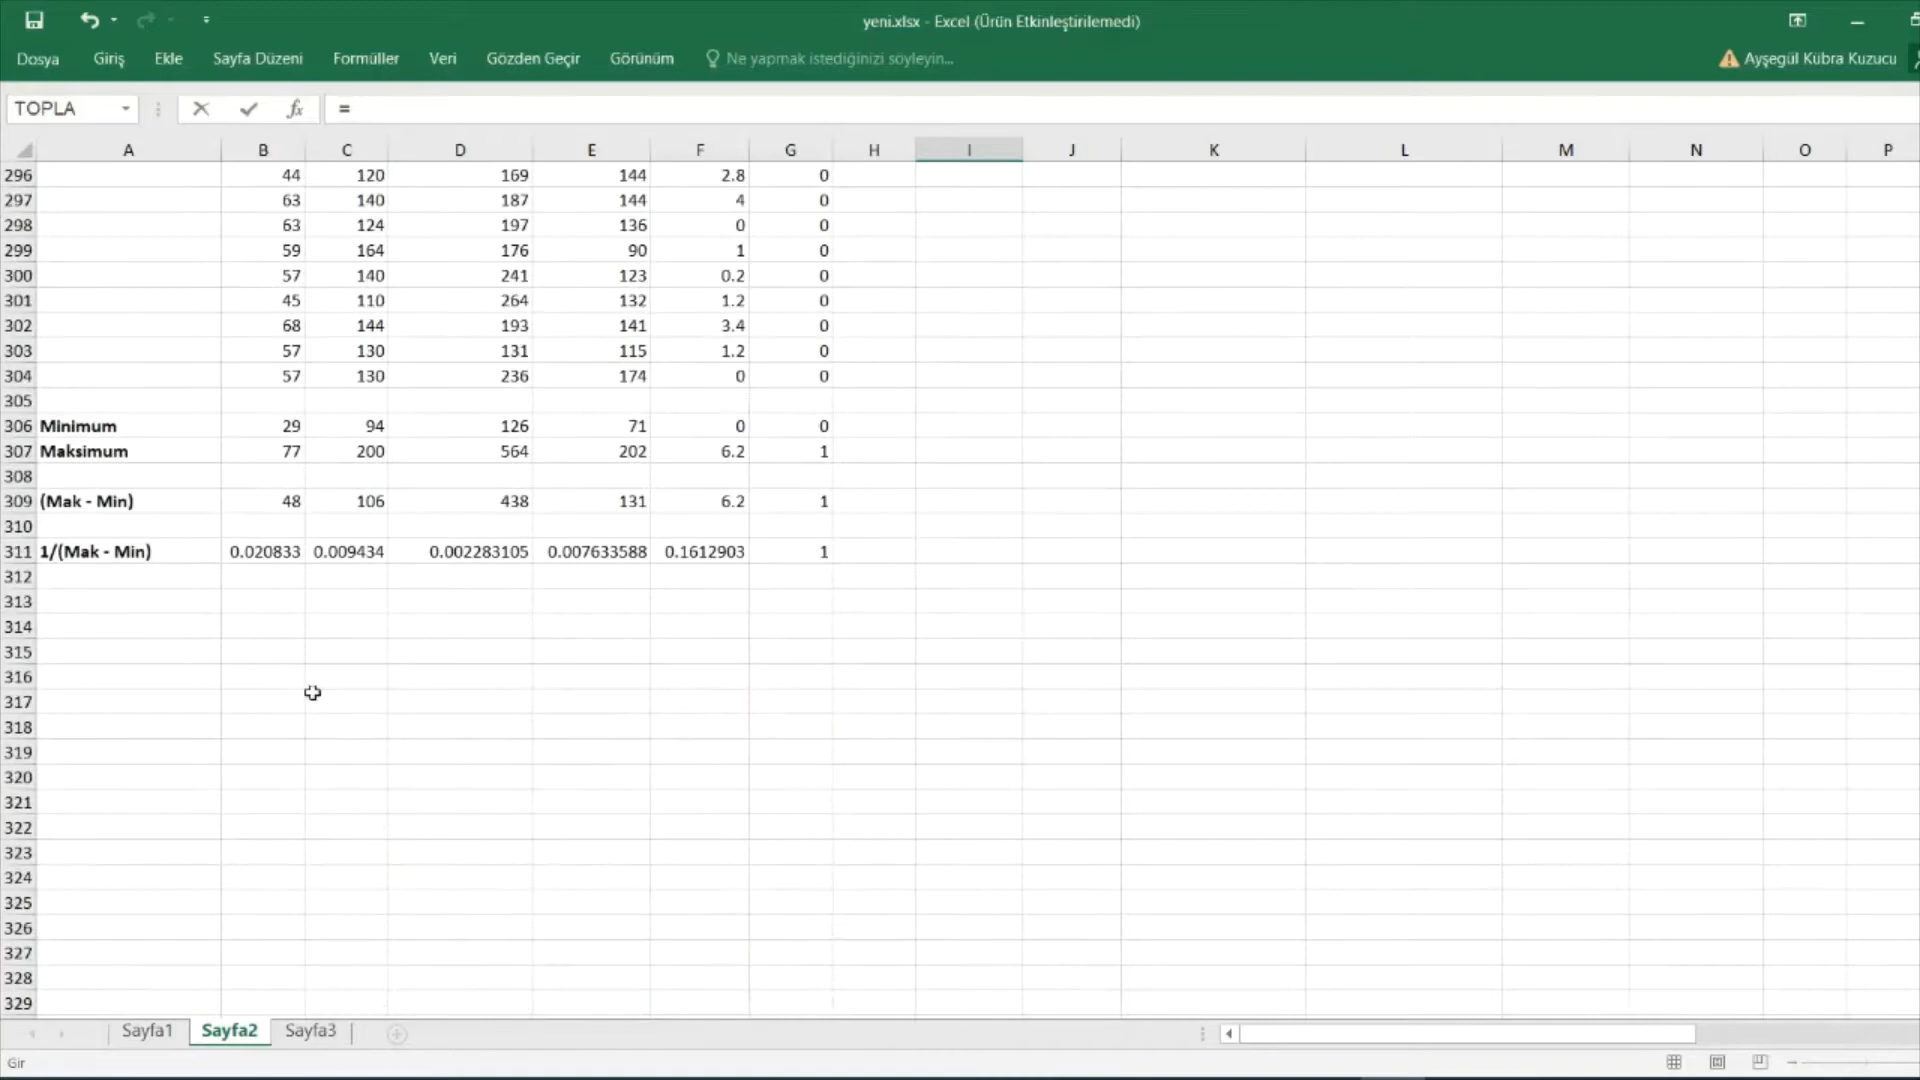 yeni.xlsx - Excel (Ürün Etkinleştirilemedi)
Dosya Giriş Ekle Sayfa Düzeni Formüller Veri Gözden Geçir Görünüm Ne yapmak istediğinizi söyleyin... Ayşegül Kübra Kuzucu
TOPLA fx =
A B C D E F G H I J K L M N O P
296 44 120 169 144 2.8 0
297 63 140 187 144 4 0
298 63 124 197 136 0 0
299 59 164 176 90 1 0
300 57 140 241 123 0.2 0
301 45 110 264 132 1.2 0
302 68 144 193 141 3.4 0
303 57 130 131 115 1.2 0
304 57 130 236 174 0 0
305
306 Minimum 29 94 126 71 0 0
307 Maksimum 77 200 564 202 6.2 1
308
309 (Mak - Min) 48 106 438 131 6.2 1
310
311 1/(Mak - Min) 0.020833 0.009434 0.002283105 0.007633588 0.1612903 1
312
313
314
315
316
317
318
319
320
321
322
323
324
325
326
327
328
329
Sayfa1 Sayfa2 Sayfa3
Gir